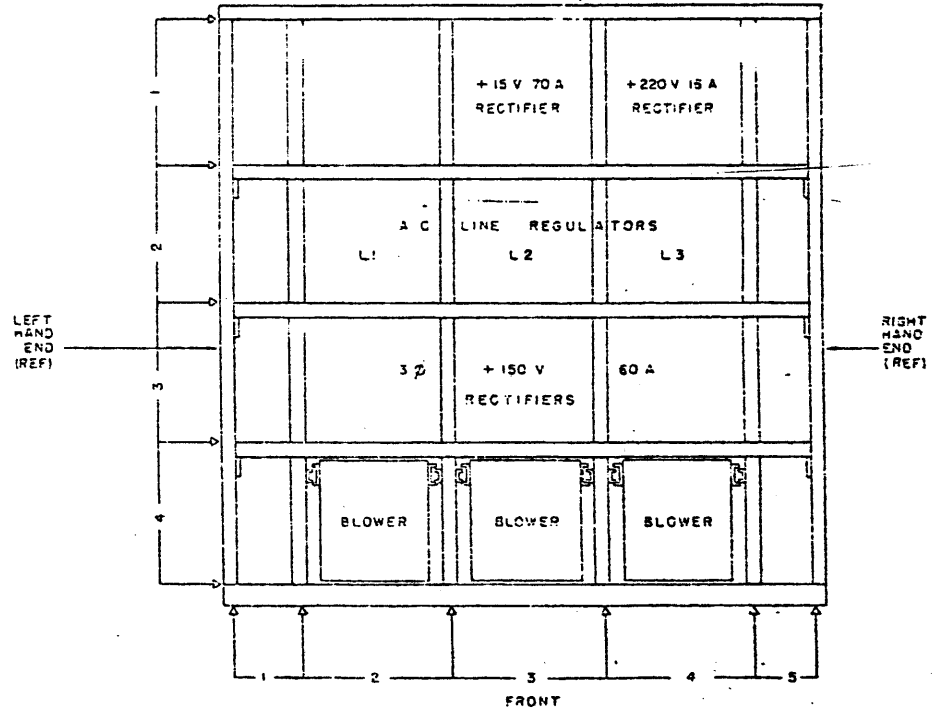 1
+15 V 70 A
RECTIFIER
+220 V 15 A
RECTIFIER
2
A C LINE REGULATORS
L1
L2
L3
LEFT
HAND
END
(REF)
RIGHT
HAND
END
(REF)
3
3 Ø
+150 V
60 A
RECTIFIERS
4
BLOWER
BLOWER
BLOWER
1
2
3
4
5
FRONT